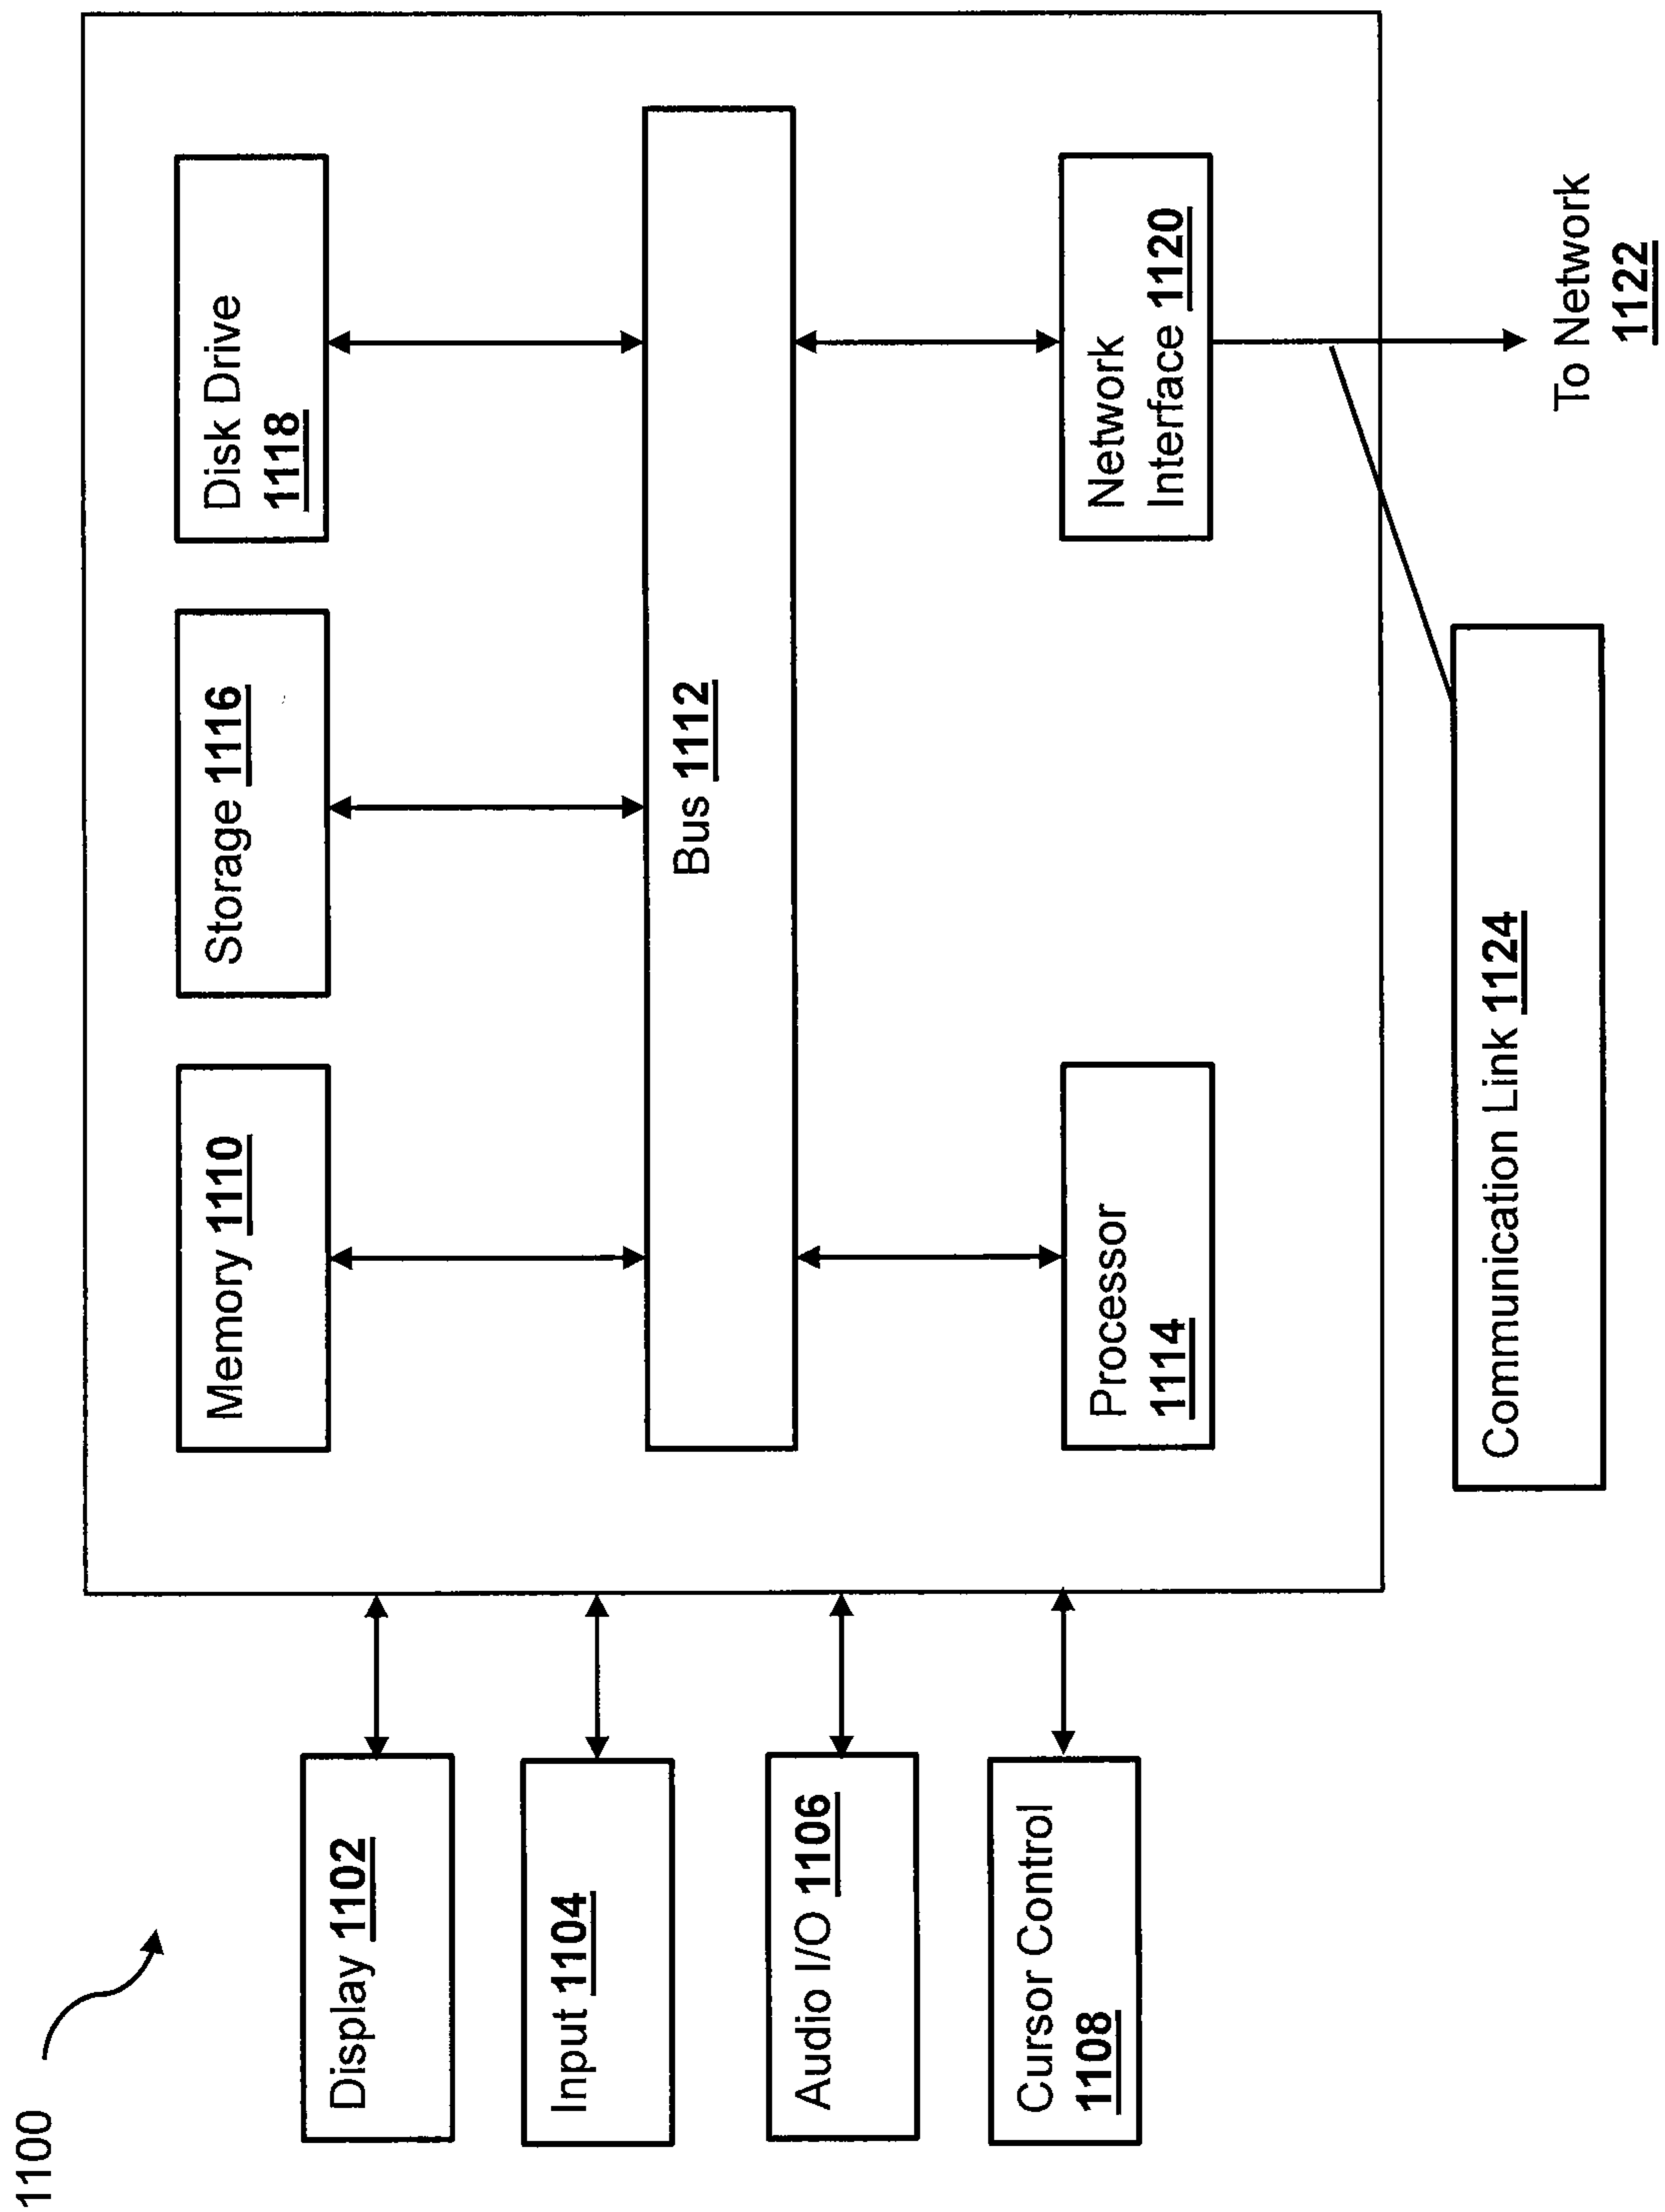 1100
Display 1102
Input 1104
Audio I/O 1106
Cursor Control
1108
Memory 1110
Storage 1116
Disk Drive
1118
Bus 1112
Processor
1114
Network
Interface 1120
Communication Link 1124
To Network
1122